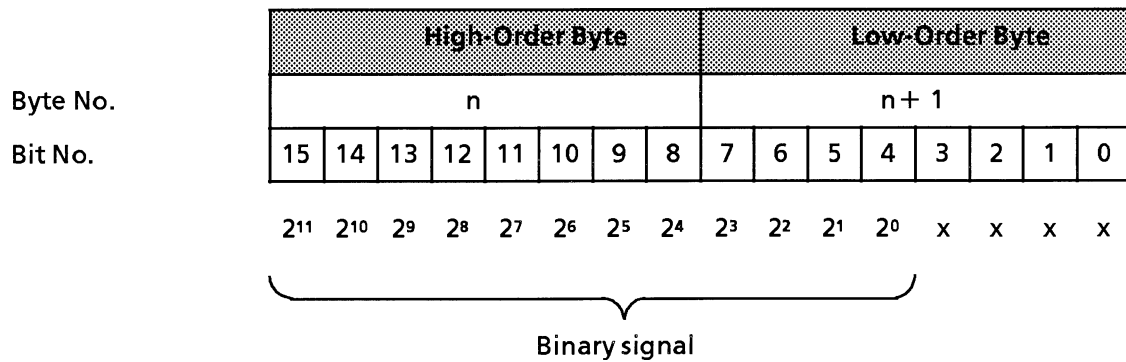 High-Order Byte Low-Order Byte
Byte No. n n + 1
Bit No. 15 14 13 12 11 10 9 8 7 6 5 4 3 2 1 0
2¹¹ 2¹⁰ 2⁹ 2⁸ 2⁷ 2⁶ 2⁵ 2⁴ 2³ 2² 2¹ 2⁰ x x x x
Binary signal